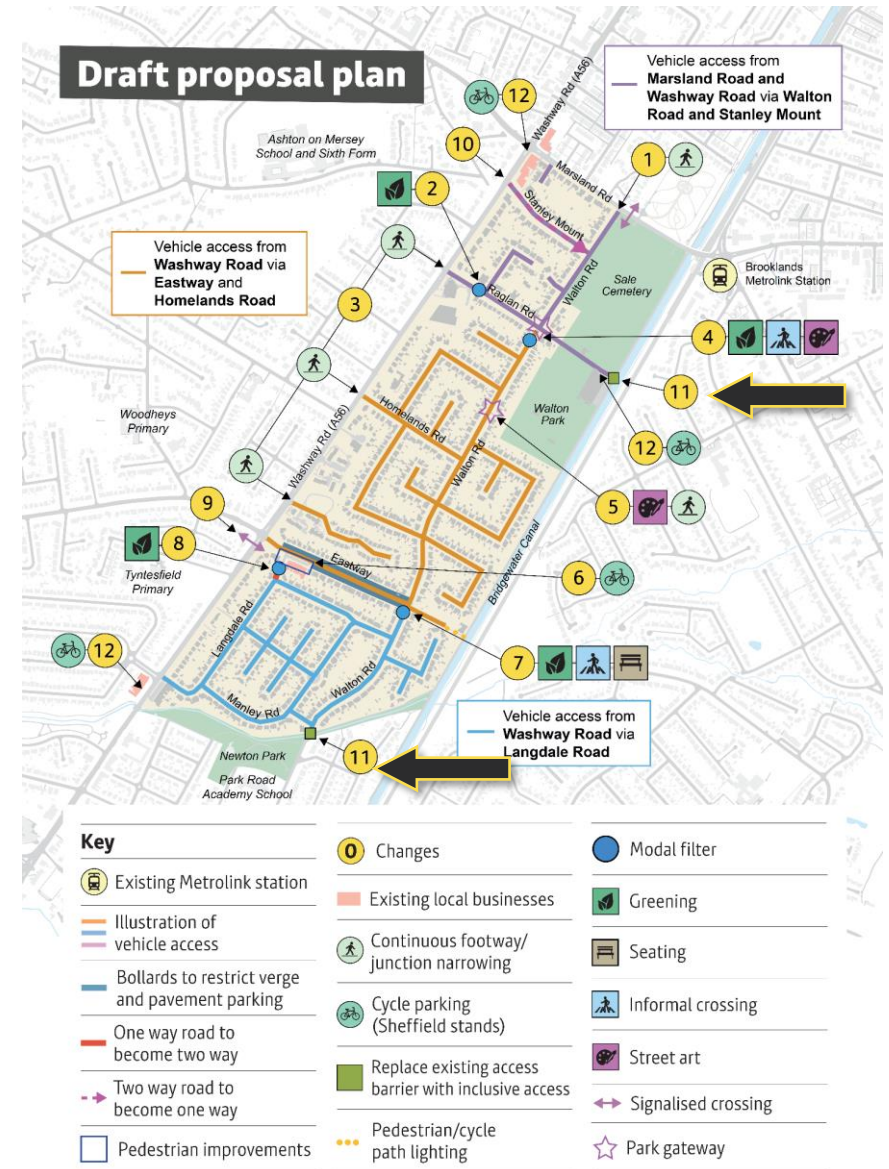 Draft proposal plan
Vehicle access from
Marsland Road and
Washway Road via Walton
Road and Stanley Mount
12
Washway Rd (A56)
Ashton on Mersey
School and Sixth Form
10
Marsland Rd
1
2
Stanley Mount
Vehicle access from
Washway Road via
Eastway and
Homelands Road
3
Walton Rd
Sale
Cemetery
Brooklands
Metrolink Station
Raglan Rd
4
11
Woodheys
Primary
Homelands Rd
Walton
Park
Washway Rd (A56)
Walton Rd
12
5
9
8
Tyntesfield
Primary
Eastway
Bridgewater Canal
6
Langdale Rd
12
7
Manley Rd
Walton Rd
Vehicle access from
Washway Road via
Langdale Road
Newton Park
11
Park Road
Academy School
Key
Existing Metrolink station
Illustration of
vehicle access
Bollards to restrict verge
and pavement parking
One way road to
become two way
Two way road to
become one way
Pedestrian improvements
0 Changes
Existing local businesses
Continuous footway/
junction narrowing
Cycle parking
(Sheffield stands)
Replace existing access
barrier with inclusive access
Pedestrian/cycle
path lighting
Modal filter
Greening
Seating
Informal crossing
Street art
Signalised crossing
Park gateway